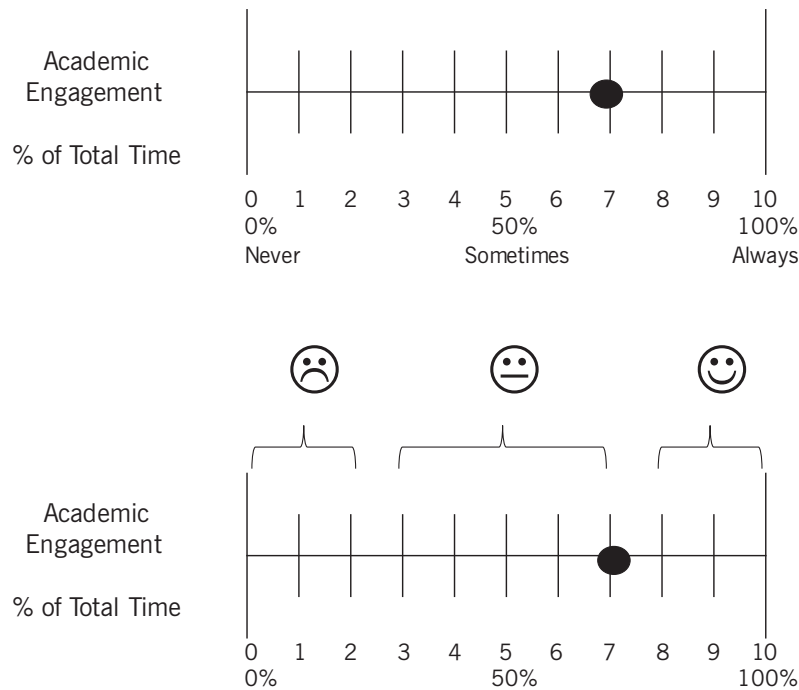 Academic
Engagement
% of Total Time
0 1 2 3 4 5 6 7 8 9 10
0% 50% 100%
Never Sometimes Always
Academic
Engagement
% of Total Time
0 1 2 3 4 5 6 7 8 9 10
0% 50% 100%